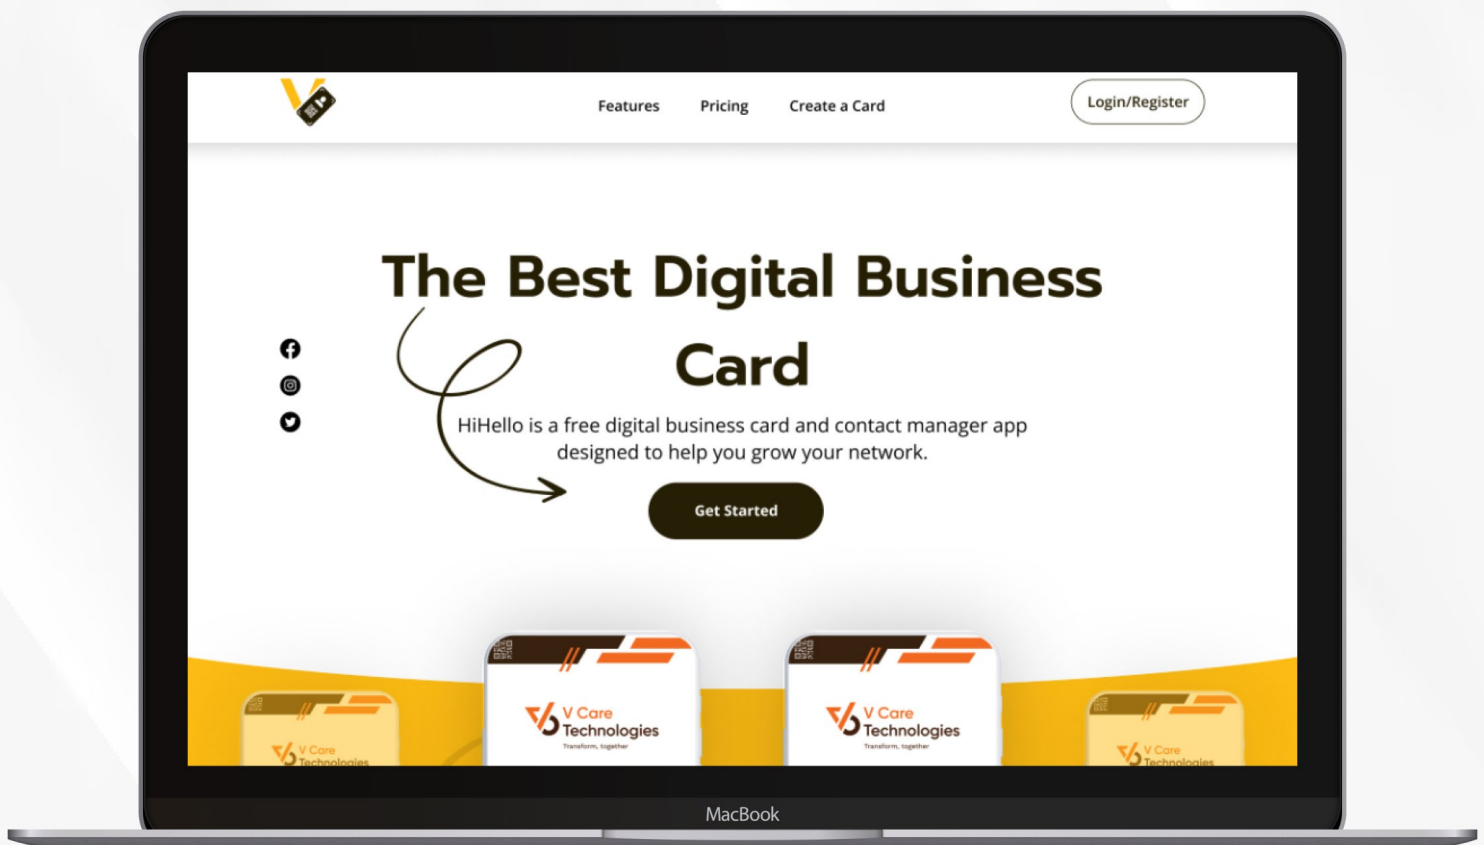 Features Pricing Create a Card Login/Register
The Best Digital Business
Card
HiHello is a free digital business card and contact manager app
designed to help you grow your network.
Get Started
V Care
Technologies
Transform, together
V Care
Technologies
Transform, together
V Care
Technologies
V Care
Technologies
MacBook